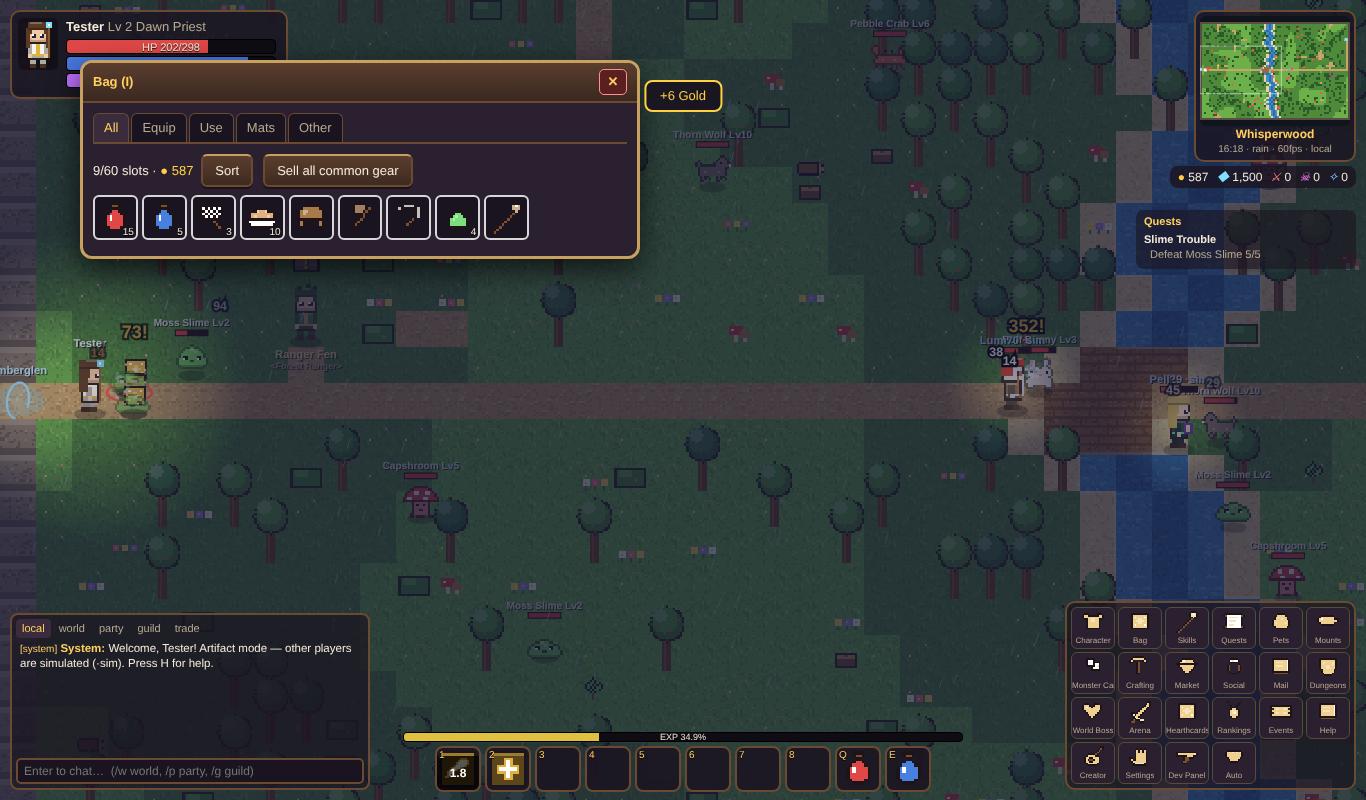 Tester Lv 2 Dawn Priest
HP 202/298
Bag (I)
×
All
Equip
Use
Mats
Other
9/60 slots · 587
Sort
Sell all common gear
15
5
3
10
4
+6 Gold
Pebble Crab Lv6
Thorn Wolf Lv10
Whisperwood
16:18 · rain · 60fps · local
587
1,500
0
0
0
Quests
Slime Trouble
Defeat Moss Slime 5/5
94
73!
Moss Slime Lv2
Tester
14
Ranger Fen
<Forest Ranger>
352!
Bunny Lv3
38
14
29
45
Wolf Lv10
Capshroom Lv5
Moss Slime Lv2
Capshroom Lv5
Moss Slime Lv2
local
world
party
guild
trade
[system] System: Welcome, Tester! Artifact mode — other players
are simulated (·sim). Press H for help.
Enter to chat… (/w world, /p party, /g guild)
EXP 34.9%
1
1.8
2
3
4
5
6
7
8
Q
E
Character
Bag
Skills
Quests
Pets
Mounts
Monster Ca
Crafting
Market
Social
Mail
Dungeons
World Boss
Arena
Hearthcards
Rankings
Events
Help
Creator
Settings
Dev Panel
Auto